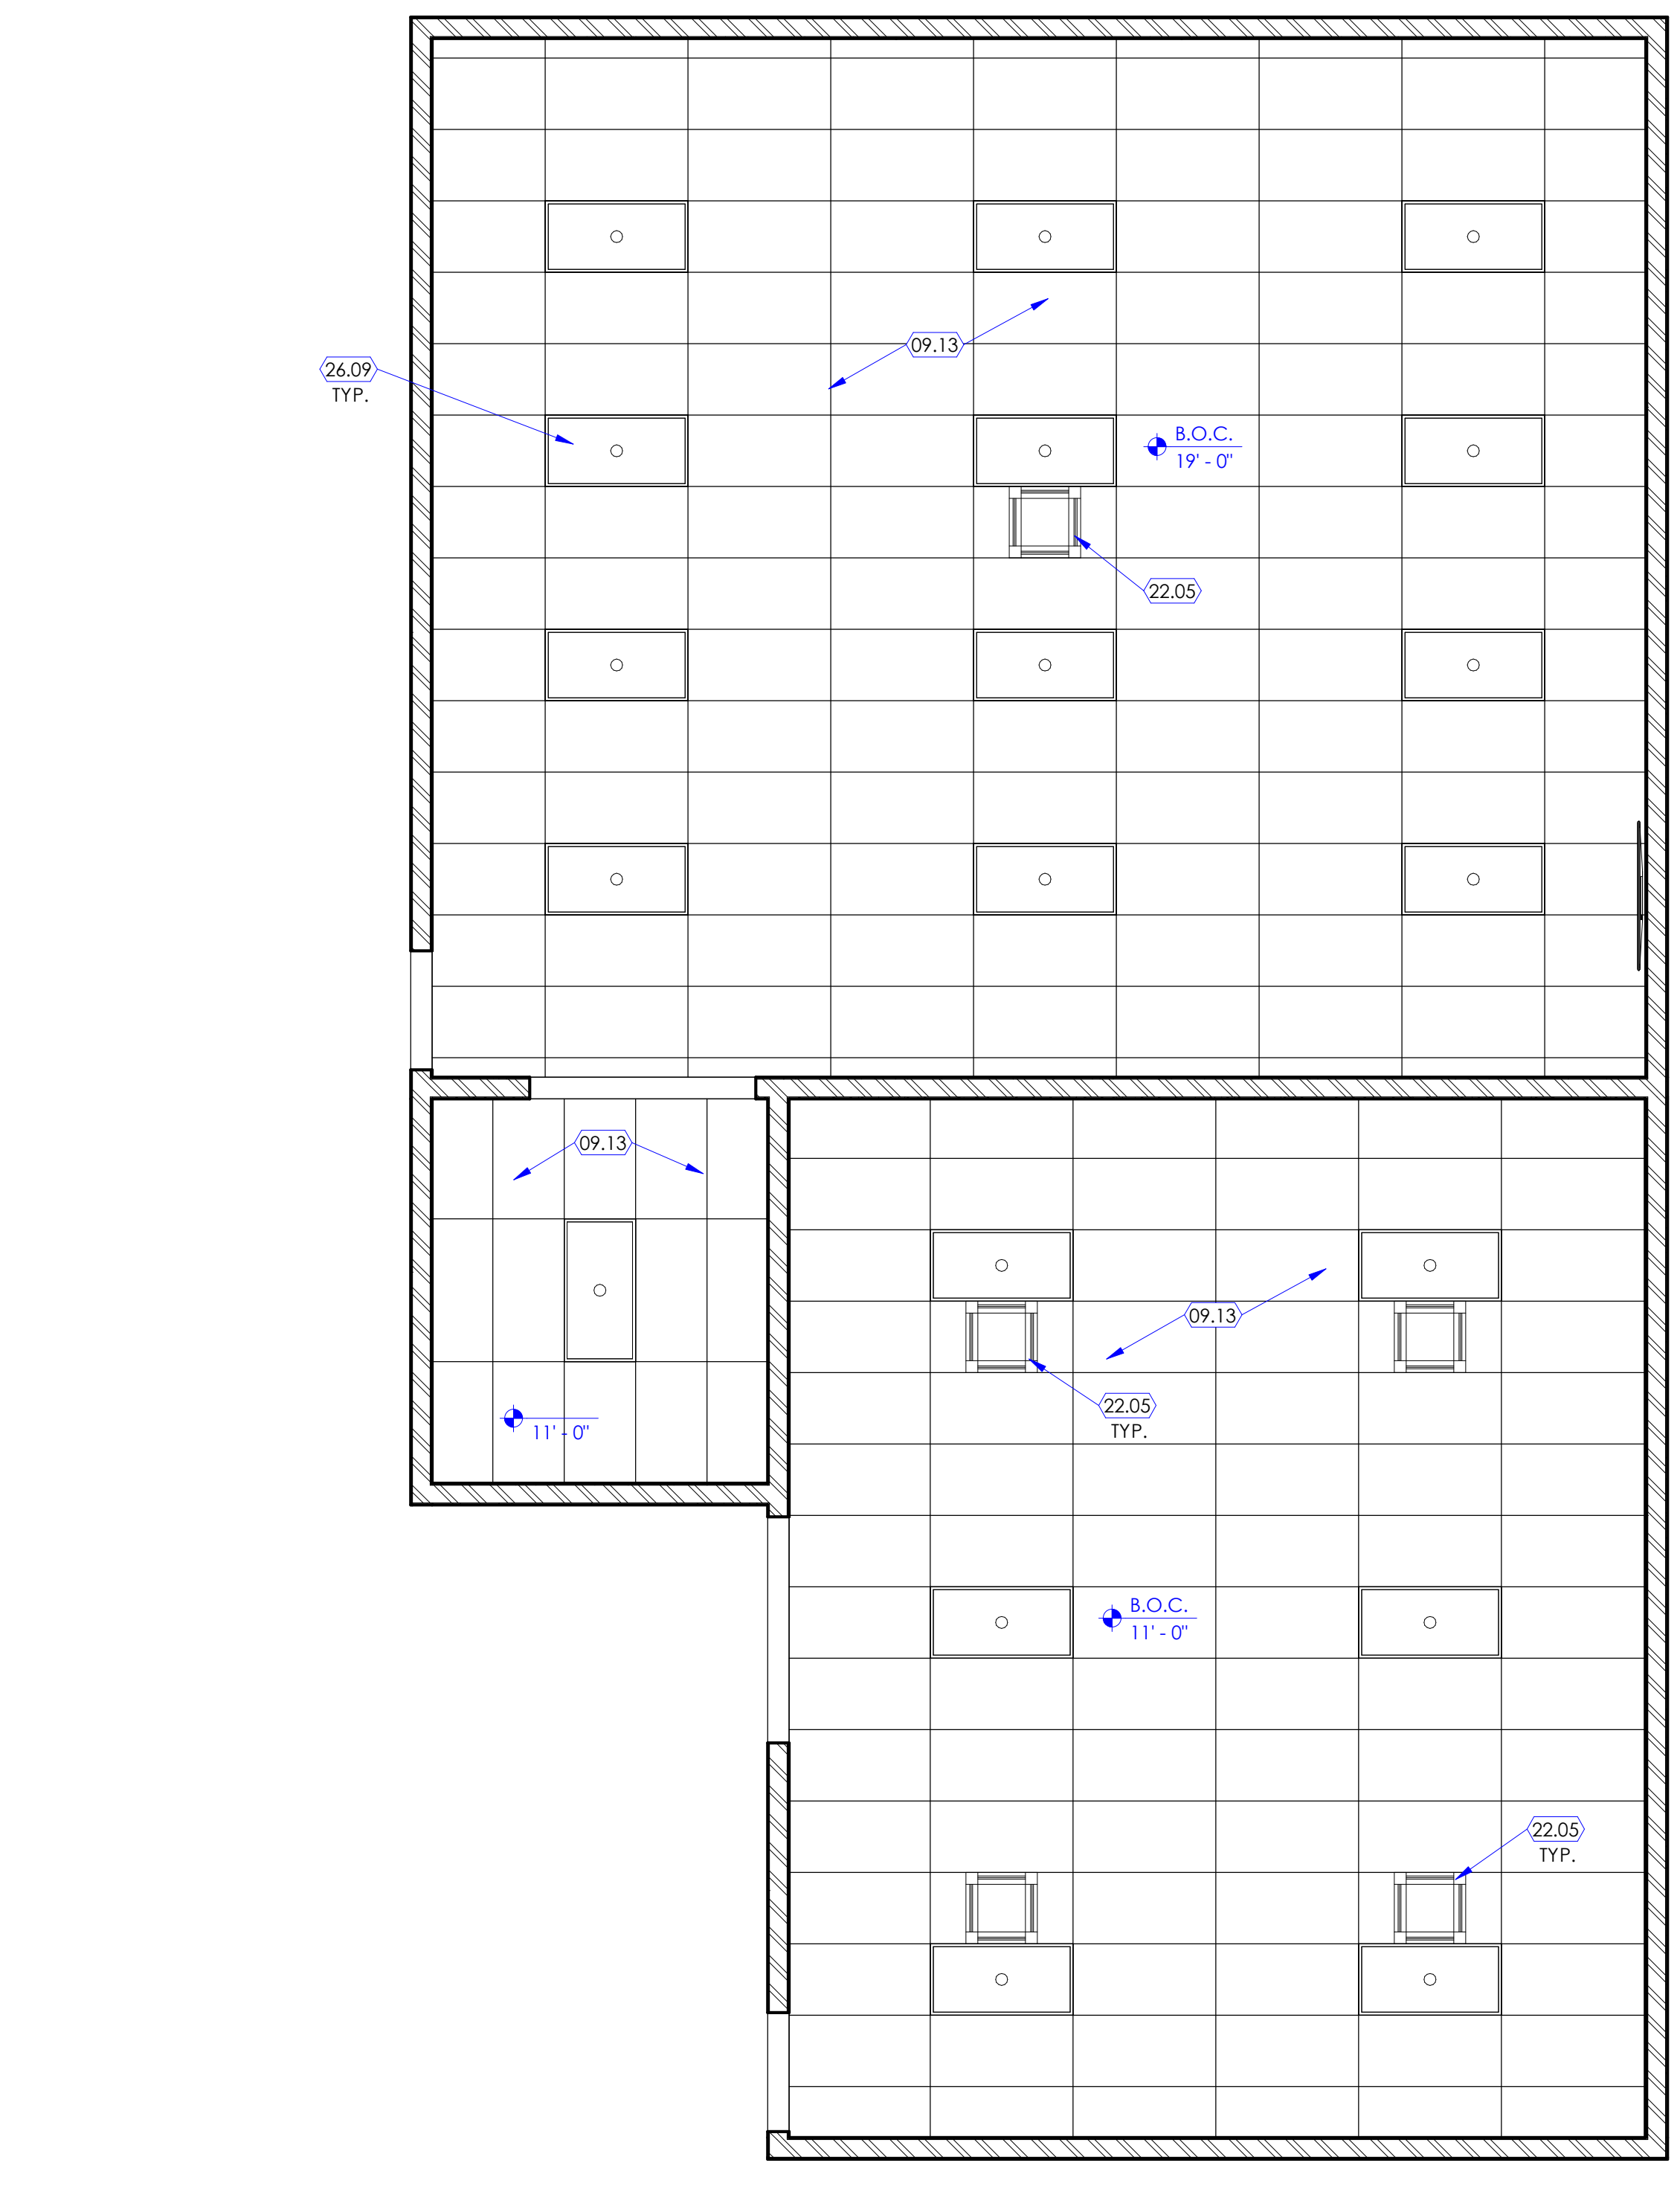 09.13
26.09
TYP.
B.O.C.
19' - 0"
22.05
09.13
09.13
22.05
TYP.
11' - 0"
B.O.C.
11' - 0"
22.05
TYP.